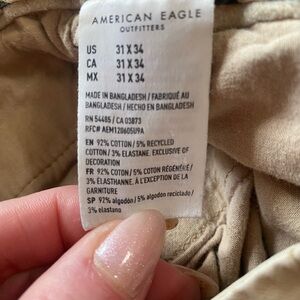 AMERICAN EAGLE
OUTFITTERS
US 31 X 34
CA 31 X 34
MX 31 X 34
MADE IN BANGLADESH / FABRIQUÉ AU
BANGLADESH / HECHO EN BANGLADESH
RN 54485 / CA 03873
RFC# AEM120605U9A
EN 92% COTTON / 5% RECYCLED
COTTON / 3% ELASTANE. EXCLUSIVE OF
DECORATION
FR 92% COTON / 5% COTON RÉGÉNÉRÉ /
3% ÉLASTHANNE. À L'EXCEPTION DE LA
GARNITURE
SP 92% algodón / 5% algodón reciclado /
3% elastano